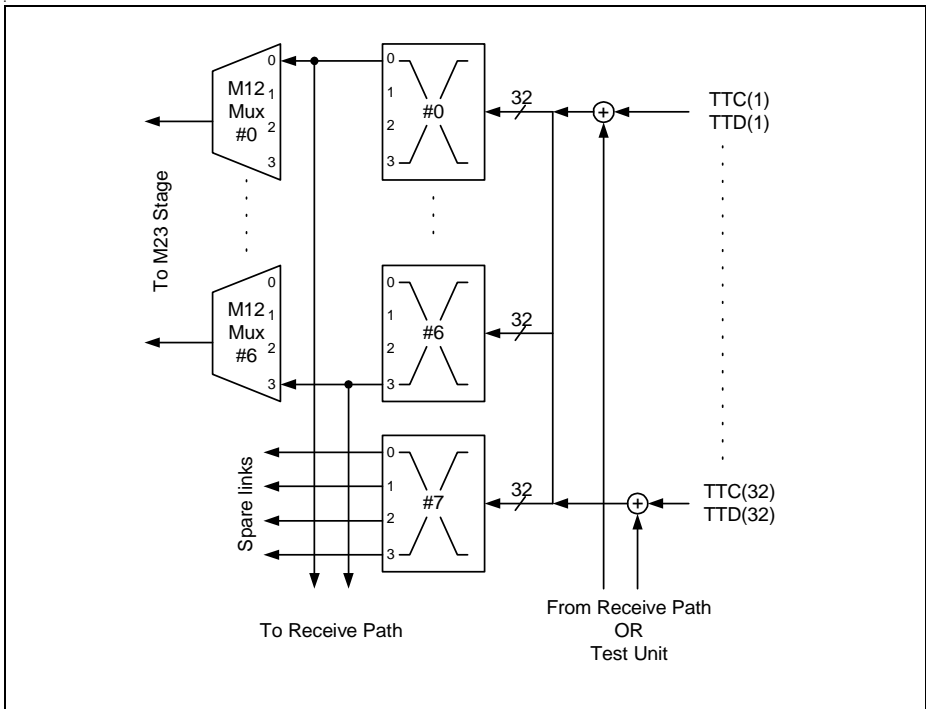 0
M12
Mux
#0
1
2
3
0
1
2
3
#0
32
TTC(1)
TTD(1)
To M23 Stage
0
M12
Mux
#6
1
2
3
0
1
2
3
#6
32
Spare links
0
1
2
3
#7
32
TTC(32)
TTD(32)
To Receive Path
From Receive Path
OR
Test Unit